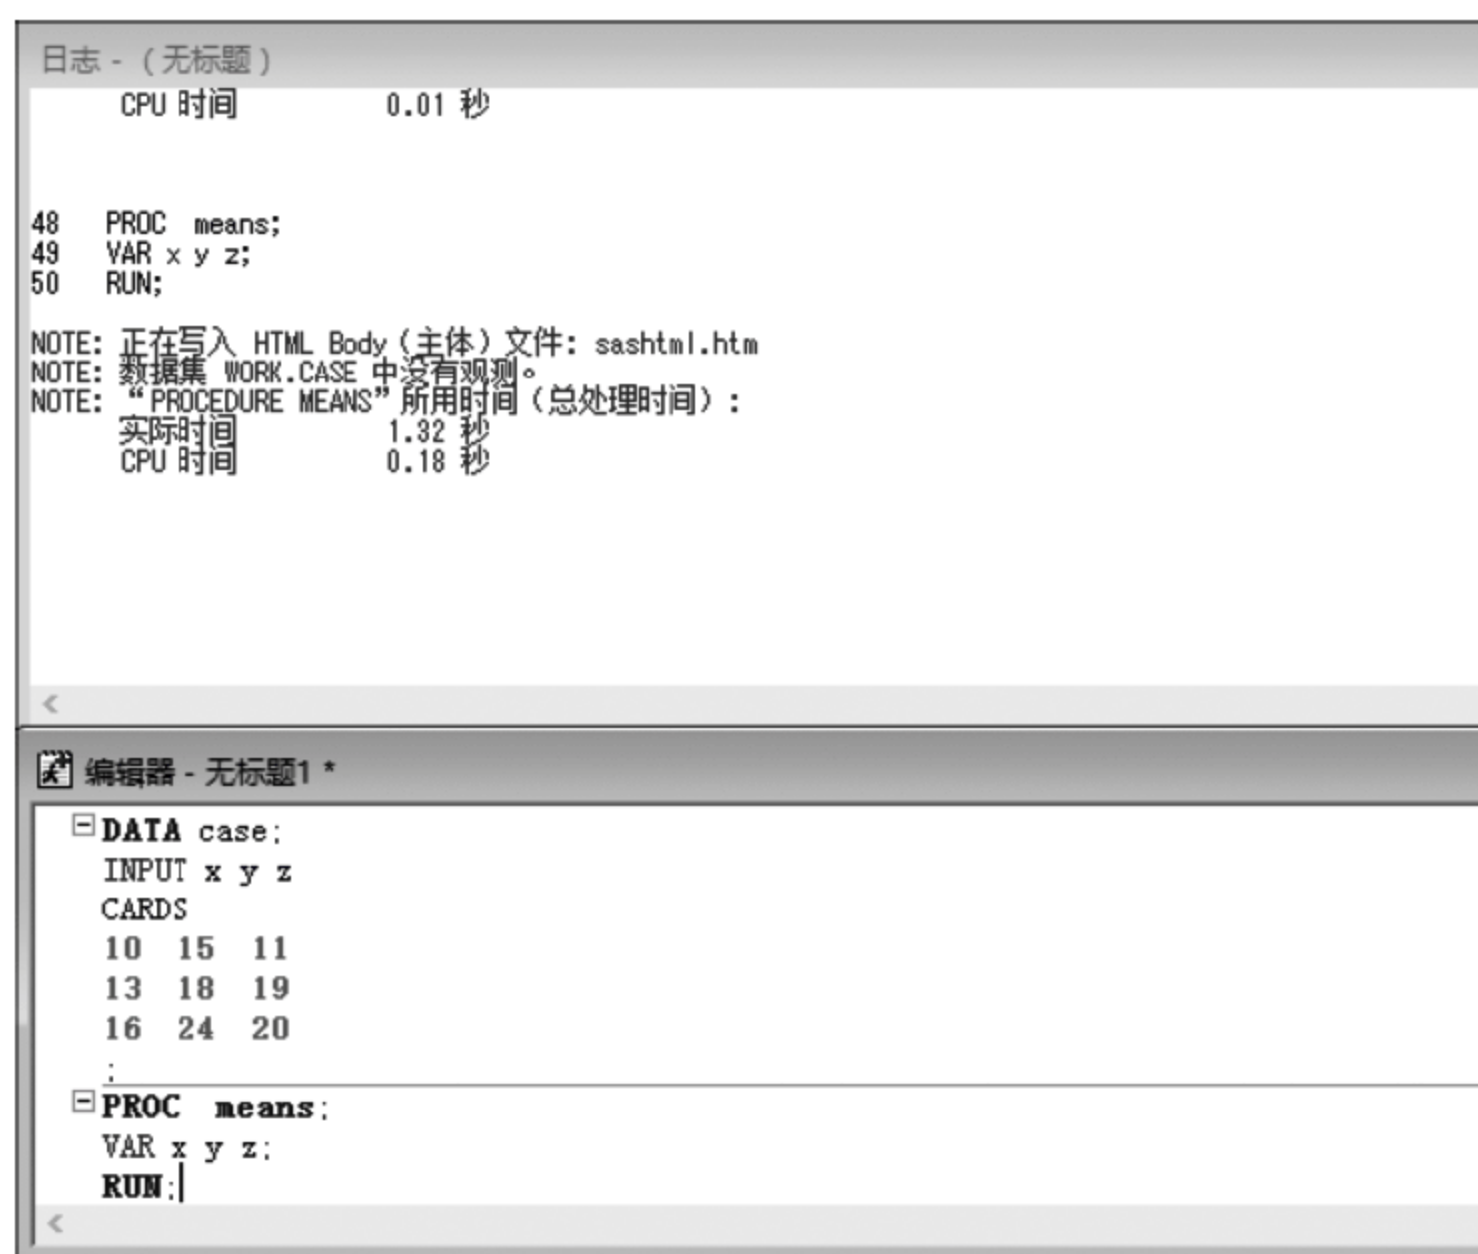 日志 - （无标题）
CPU 时间 0.01 秒
48 PROC means;
49 VAR x y z;
50 RUN;
NOTE: 正在写入 HTML Body（主体）文件: sashtml.htm
NOTE: 数据集 WORK.CASE 中没有观测。
NOTE: “PROCEDURE MEANS”所用时间（总处理时间）:
实际时间 1.32 秒
CPU 时间 0.18 秒
编辑器 - 无标题1 *
DATA case;
INPUT x y z
CARDS
10 15 11
13 18 19
16 24 20
;
PROC means;
VAR x y z;
RUN;